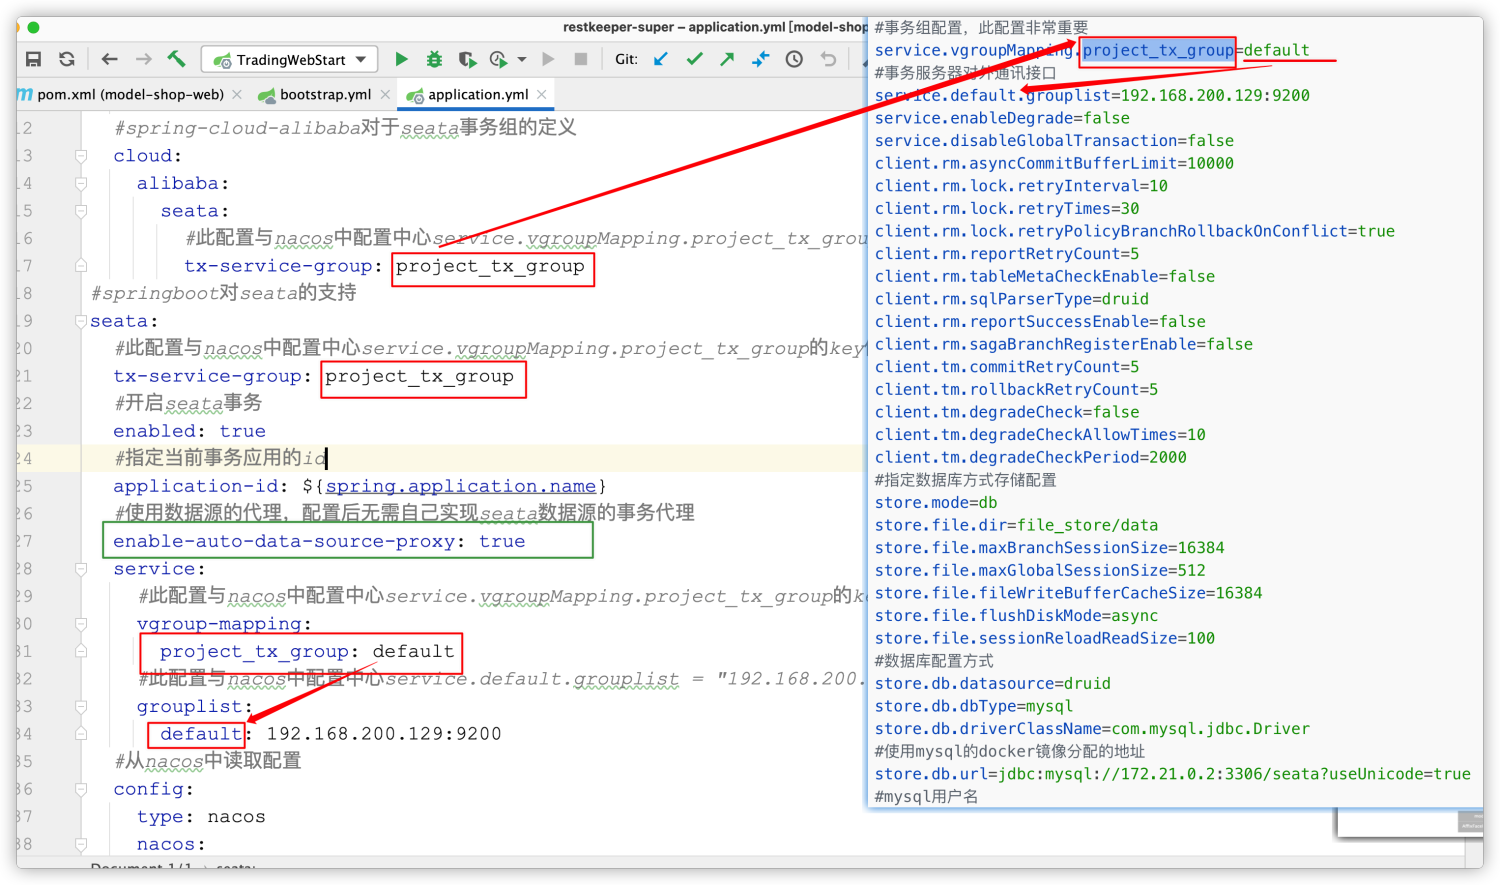 restkeeper-super – application.yml [model-shop
TradingWebStart
Git:
pom.xml (model-shop-web)
bootstrap.yml
application.yml
12 #spring-cloud-alibaba对于seata事务组的定义
13 cloud:
14 alibaba:
15 seata:
16 #此配置与nacos中配置中心service.vgroupMapping.project_tx_grou
17 tx-service-group: project_tx_group
18 #springboot对seata的支持
19 seata:
20 #此配置与nacos中配置中心service.vgroupMapping.project_tx_group的key
21 tx-service-group: project_tx_group
22 #开启seata事务
23 enabled: true
24 #指定当前事务应用的id
25 application-id: ${spring.application.name}
26 #使用数据源的代理，配置后无需自己实现seata数据源的事务代理
27 enable-auto-data-source-proxy: true
28 service:
29 #此配置与nacos中配置中心service.vgroupMapping.project_tx_group的k
30 vgroup-mapping:
31 project_tx_group: default
32 #此配置与nacos中配置中心service.default.grouplist = "192.168.200.
33 grouplist:
34 default: 192.168.200.129:9200
35 #从nacos中读取配置
36 config:
37 type: nacos
38 nacos:
Document 1/1 › seata:
#事务组配置，此配置非常重要
service.vgroupMapping.project_tx_group=default
#事务服务器对外通讯接口
service.default.grouplist=192.168.200.129:9200
service.enableDegrade=false
service.disableGlobalTransaction=false
client.rm.asyncCommitBufferLimit=10000
client.rm.lock.retryInterval=10
client.rm.lock.retryTimes=30
client.rm.lock.retryPolicyBranchRollbackOnConflict=true
client.rm.reportRetryCount=5
client.rm.tableMetaCheckEnable=false
client.rm.sqlParserType=druid
client.rm.reportSuccessEnable=false
client.rm.sagaBranchRegisterEnable=false
client.tm.commitRetryCount=5
client.tm.rollbackRetryCount=5
client.tm.degradeCheck=false
client.tm.degradeCheckAllowTimes=10
client.tm.degradeCheckPeriod=2000
#指定数据库方式存储配置
store.mode=db
store.file.dir=file_store/data
store.file.maxBranchSessionSize=16384
store.file.maxGlobalSessionSize=512
store.file.fileWriteBufferCacheSize=16384
store.file.flushDiskMode=async
store.file.sessionReloadReadSize=100
#数据库配置方式
store.db.datasource=druid
store.db.dbType=mysql
store.db.driverClassName=com.mysql.jdbc.Driver
#使用mysql的docker镜像分配的地址
store.db.url=jdbc:mysql://172.21.0.2:3306/seata?useUnicode=true
#mysql用户名